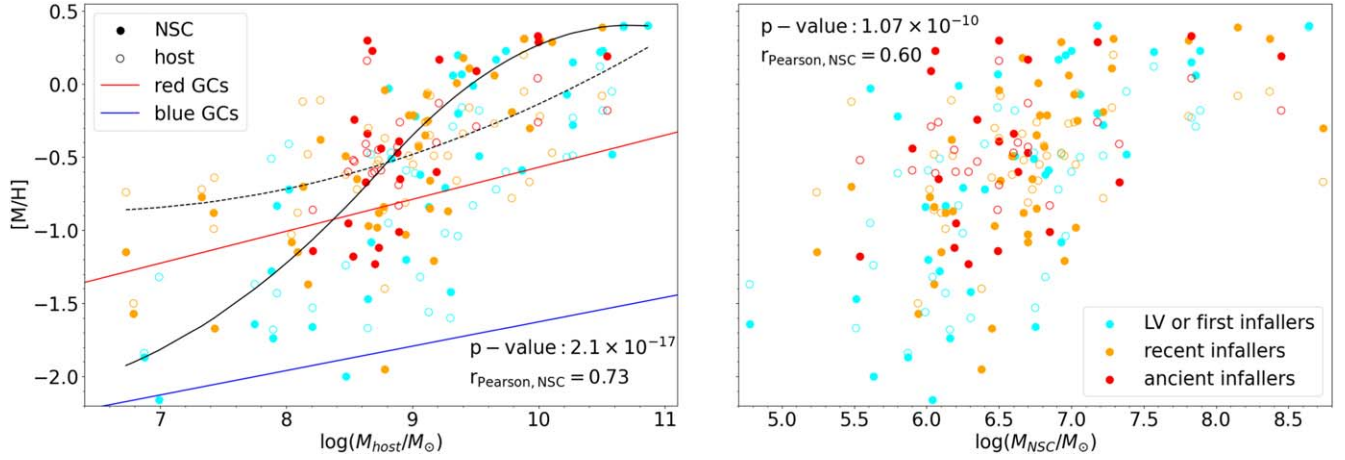 NSC
host
red GCs
blue GCs
p − value : 2.1 × 10⁻¹⁷
r_Pearson, NSC = 0.73
[M/H]
0.5
0.0
−0.5
−1.0
−1.5
−2.0
7 8 9 10 11
log(M_host/M_⊙)
p − value : 1.07 × 10⁻¹⁰
r_Pearson, NSC = 0.60
LV or first infallers
recent infallers
ancient infallers
5.0 5.5 6.0 6.5 7.0 7.5 8.0 8.5
log(M_NSC/M_⊙)